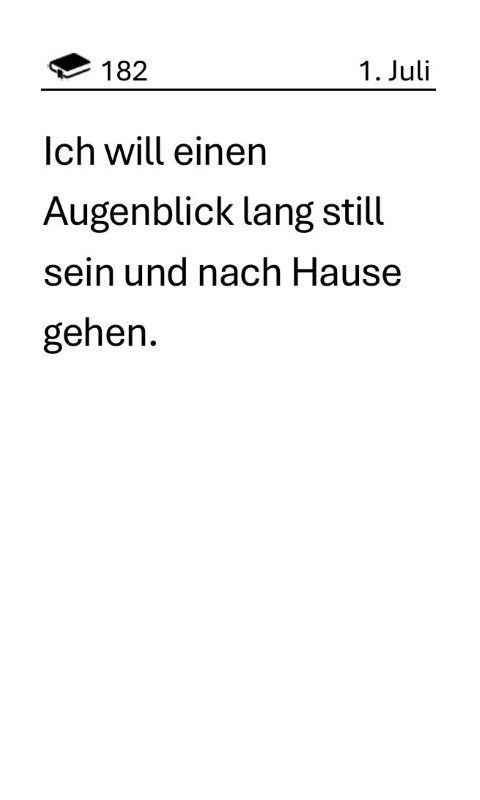 182 1. Juli
Ich will einen
Augenblick lang still
sein und nach Hause
gehen.